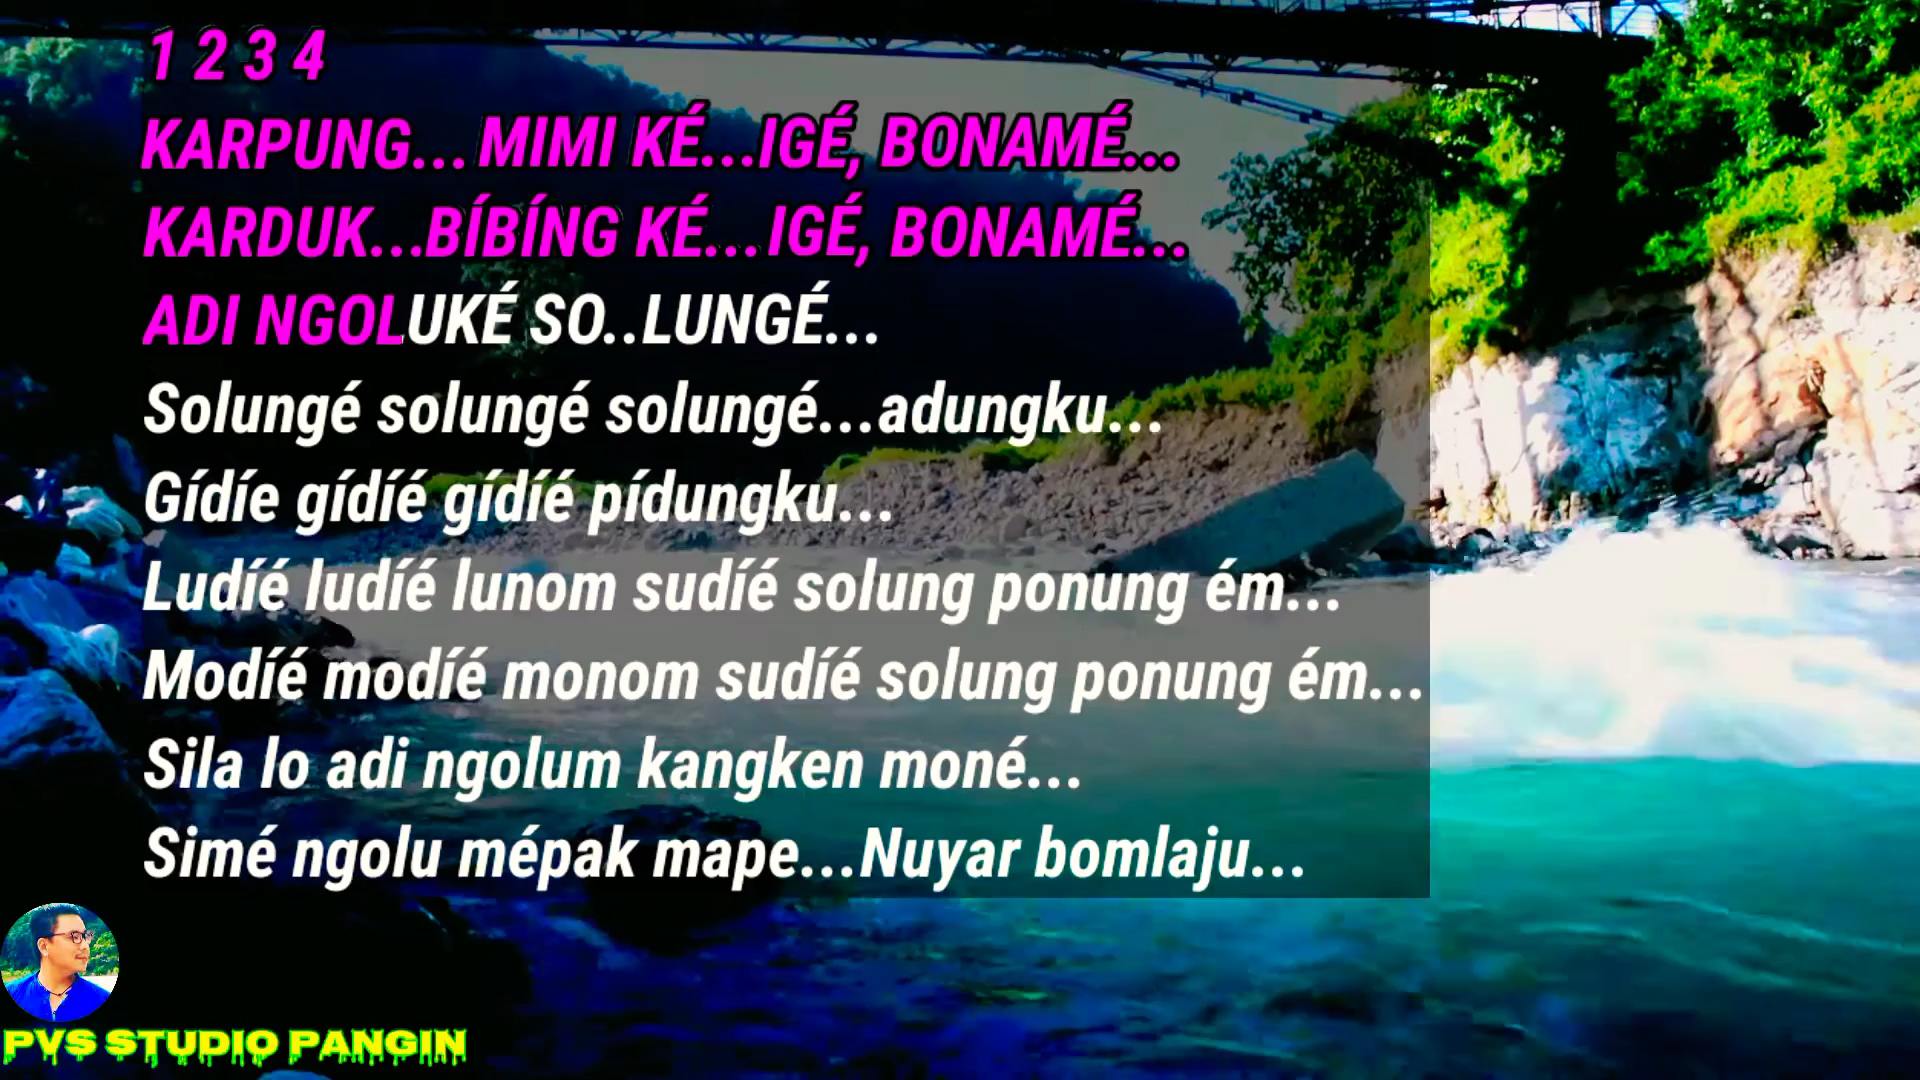 1 2 3 4
KARPUNG... MIMI KÉ...IGÉ, BONAMÉ...
KARDUK...BÍBÍNG KÉ...IGÉ, BONAMÉ...
ADI NGOLUKÉ SO..LUNGÉ...
Solungé solungé solungé...adungku...
Gídíe gídíé gídíé pídungku...
Ludíé ludíé lunom sudíé solung ponung ém...
Modíé modíé monom sudíé solung ponung ém...
Sila lo adi ngolum kangken moné...
Simé ngolu mépak mape...Nuyar bomlaju...
PVS STUDIO PANGIN